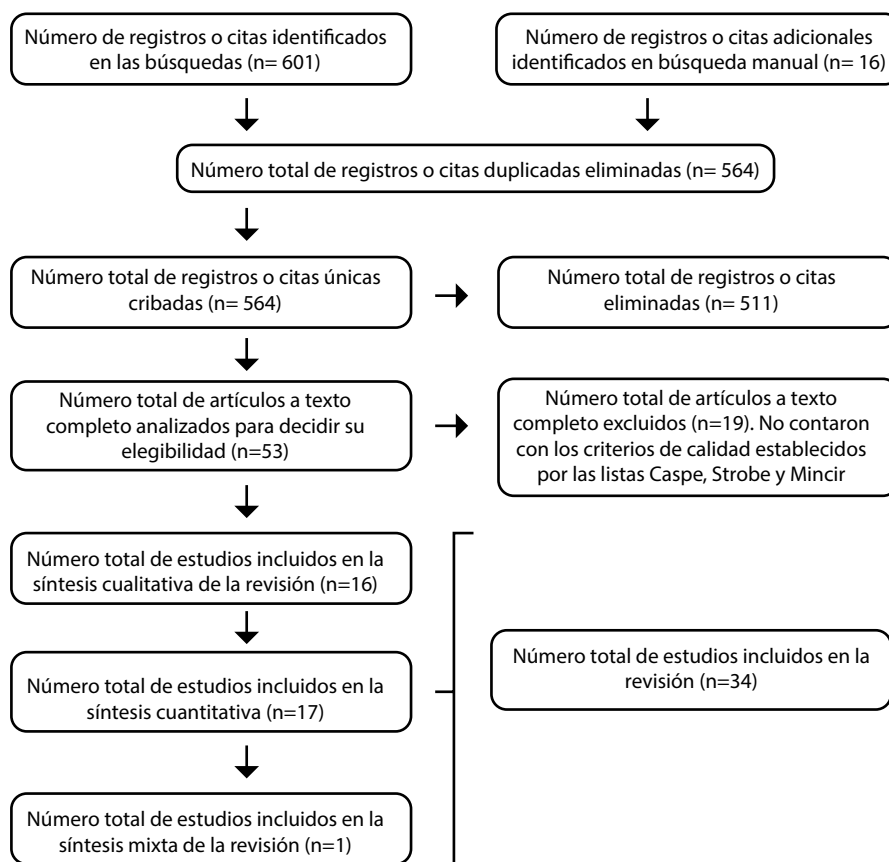 Número de registros o citas identificados
en las búsquedas (n= 601)
Número de registros o citas adicionales
identificados en búsqueda manual (n= 16)
Número total de registros o citas duplicadas eliminadas (n= 564)
Número total de registros o citas únicas
cribadas (n= 564)
Número total de registros o citas
eliminadas (n= 511)
Número total de artículos a texto
completo analizados para decidir su
elegibilidad (n=53)
Número total de artículos a texto
completo excluidos (n=19). No contaron
con los criterios de calidad establecidos
por las listas Caspe, Strobe y Mincir
Número total de estudios incluidos en la
síntesis cualitativa de la revisión (n=16)
Número total de estudios incluidos en la
síntesis cuantitativa (n=17)
Número total de estudios incluidos en la
revisión (n=34)
Número total de estudios incluidos en la
síntesis mixta de la revisión (n=1)